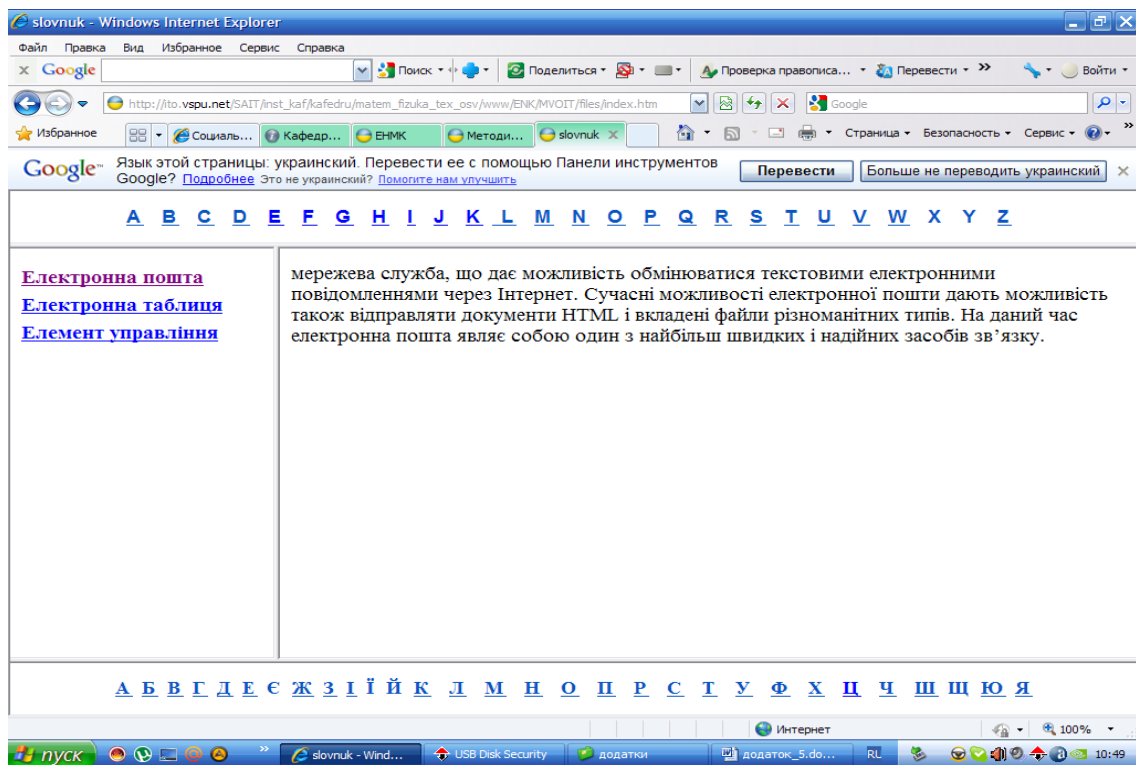 slovnuk - Windows Internet Explorer
Файл Правка Вид Избранное Сервис Справка
x Google Поиск Поделиться Проверка правописа... Перевести » Войти
http://ito.vspu.net/SAIT/inst_kaf/kafedru/matem_fizuka_tex_osv/www/ENK/MVOIT/files/index.htm Google
Избранное Социаль... Кафедр... ЕНМК Методи... slovnuk Страница Безопасность Сервис »
Google™ Язык этой страницы: украинский. Перевести ее с помощью Панели инструментов Google? Подробнее Это не украинский? Помогите нам улучшить Перевести Больше не переводить украинский
A B C D E F G H I J K L M N O P Q R S T U V W X Y Z
Електронна пошта
Електронна таблиця
Елемент управління
мережева служба, що дає можливість обмінюватися текстовими електронними
повідомленнями через Інтернет. Сучасні можливості електронної пошти дають можливість
також відправляти документи HTML і вкладені файли різноманітних типів. На даний час
електронна пошта являє собою один з найбільш швидких і надійних засобів зв’язку.
А Б В Г Д Е Є Ж З І Ї Й К Л М Н О П Р С Т У Ф Х Ц Ч Ш Щ Ю Я
Интернет 100%
пуск » slovnuk - Wind... USB Disk Security додатки додаток_5.do... RL 10:49